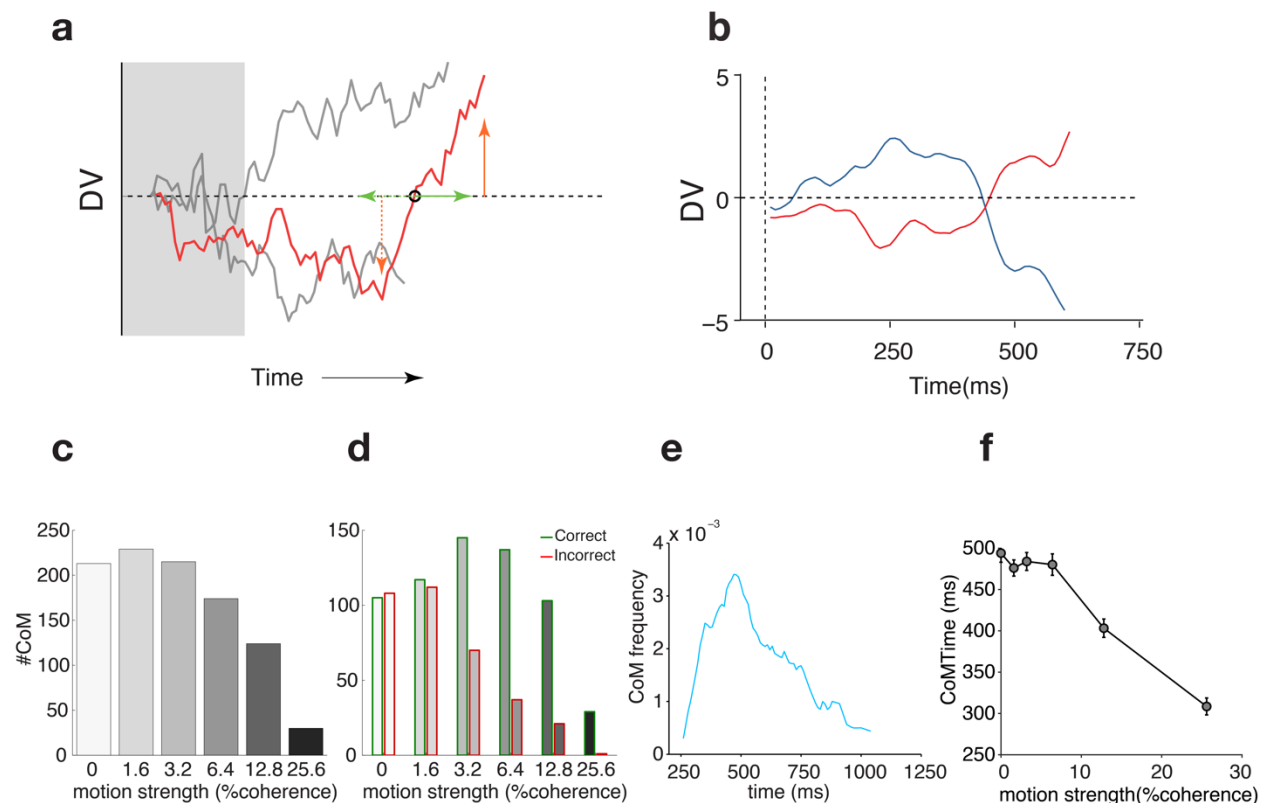 a
DV
Time
b
5
0
−5
DV
0 250 500 750
Time(ms)
c
250
200
150
100
50
0
#CoM
0 1.6 3.2 6.4 12.8 25.6
motion strength (%coherence)
d
150
100
50
0
Correct
Incorrect
0 1.6 3.2 6.4 12.8 25.6
motion strength (%coherence)
e
x 10⁻³
4
3
2
1
0
CoM frequency
250 500 750 1000 1250
time (ms)
f
500
450
400
350
300
250
CoMTime (ms)
0 10 20 30
motion strength(%coherence)